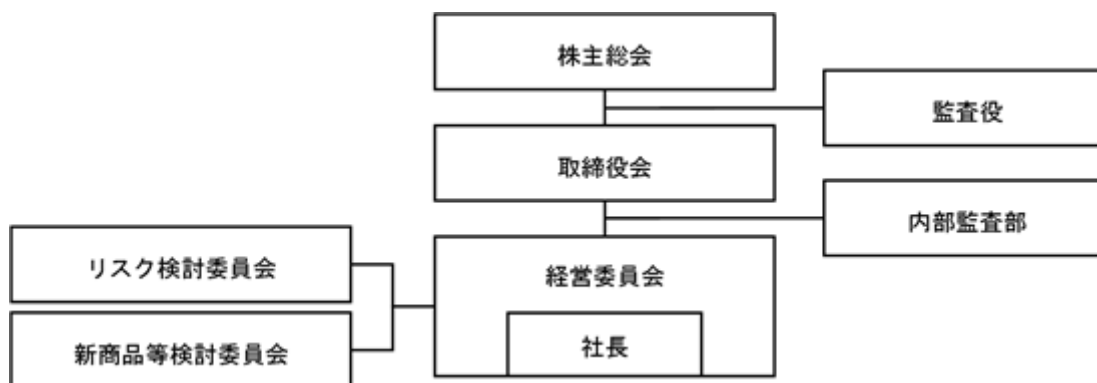 株主総会
監査役
取締役会
内部監査部
リスク検討委員会
経営委員会
新商品等検討委員会
社長